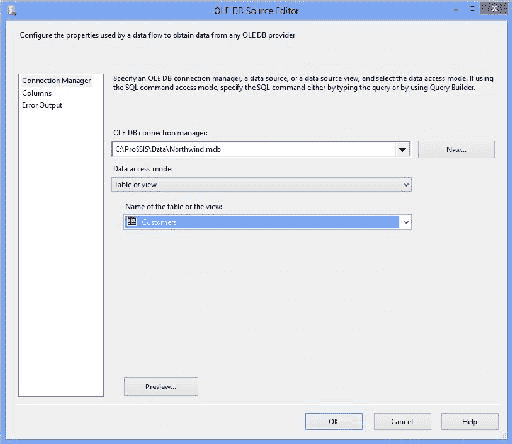 OLE DB Source Editor
Configure the properties used by a data flow to obtain data from any OLE DB provider.
Connection Manager
Columns
Error Output
Specify an OLE DB connection manager, a data source, or a data source view, and select the data access mode. If using
the SQL command access mode, specify the SQL command either by typing the query or by using Query Builder.
OLE DB connection manager:
C:\ProSSIS\Data\Northwind.mdb
New...
Data access mode:
Table or view
Name of the table or the view:
Customers
Preview...
OK
Cancel
Help